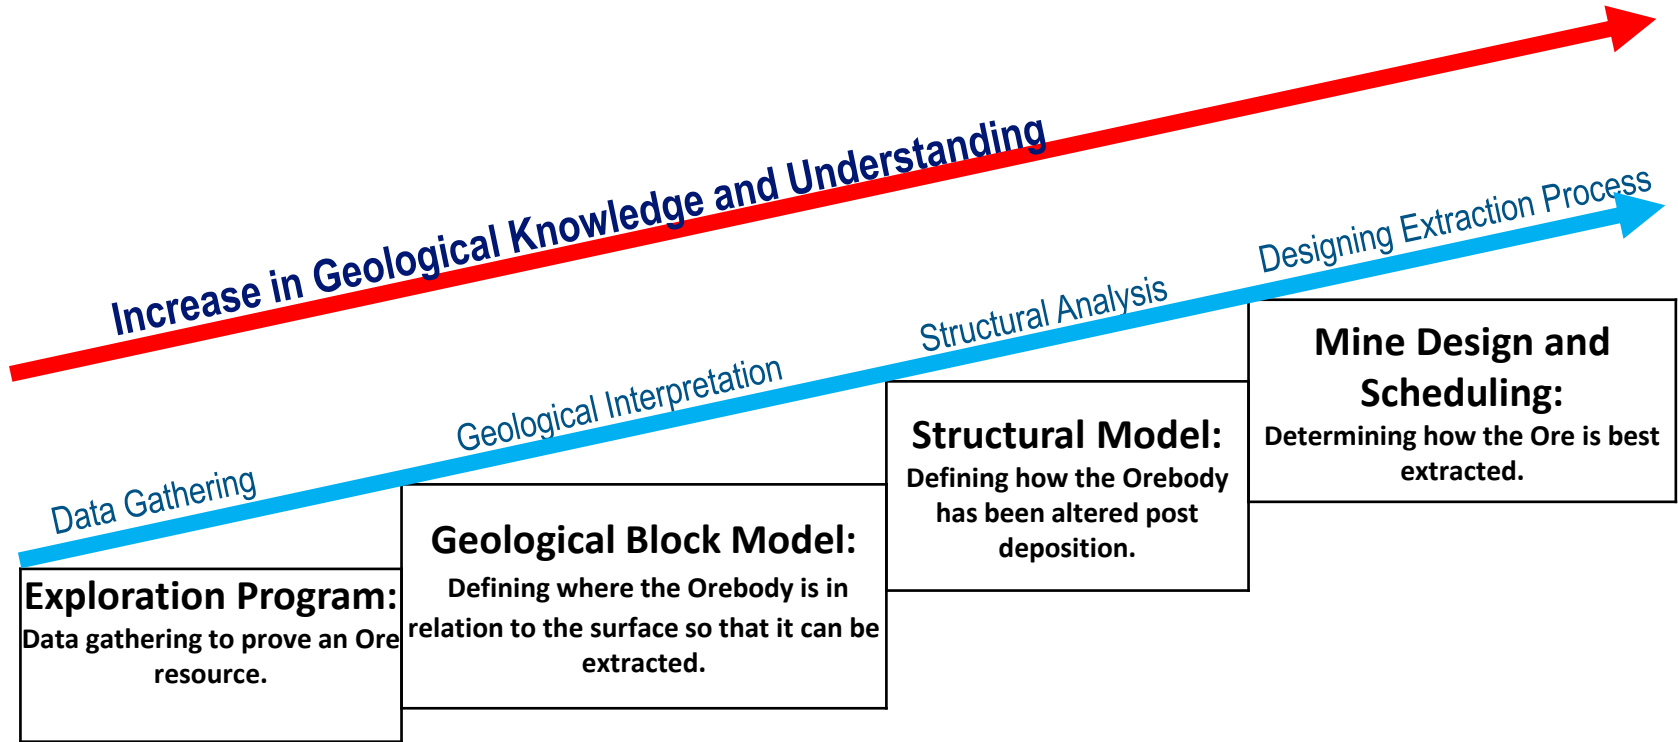 Increase in Geological Knowledge and Understanding
Data Gathering
Geological Interpretation
Structural Analysis
Designing Extraction Process
Exploration Program:
Data gathering to prove an Ore
resource.
Geological Block Model:
Defining where the Orebody is in
relation to the surface so that it can be
extracted.
Structural Model:
Defining how the Orebody
has been altered post
deposition.
Mine Design and
Scheduling:
Determining how the Ore is best
extracted.